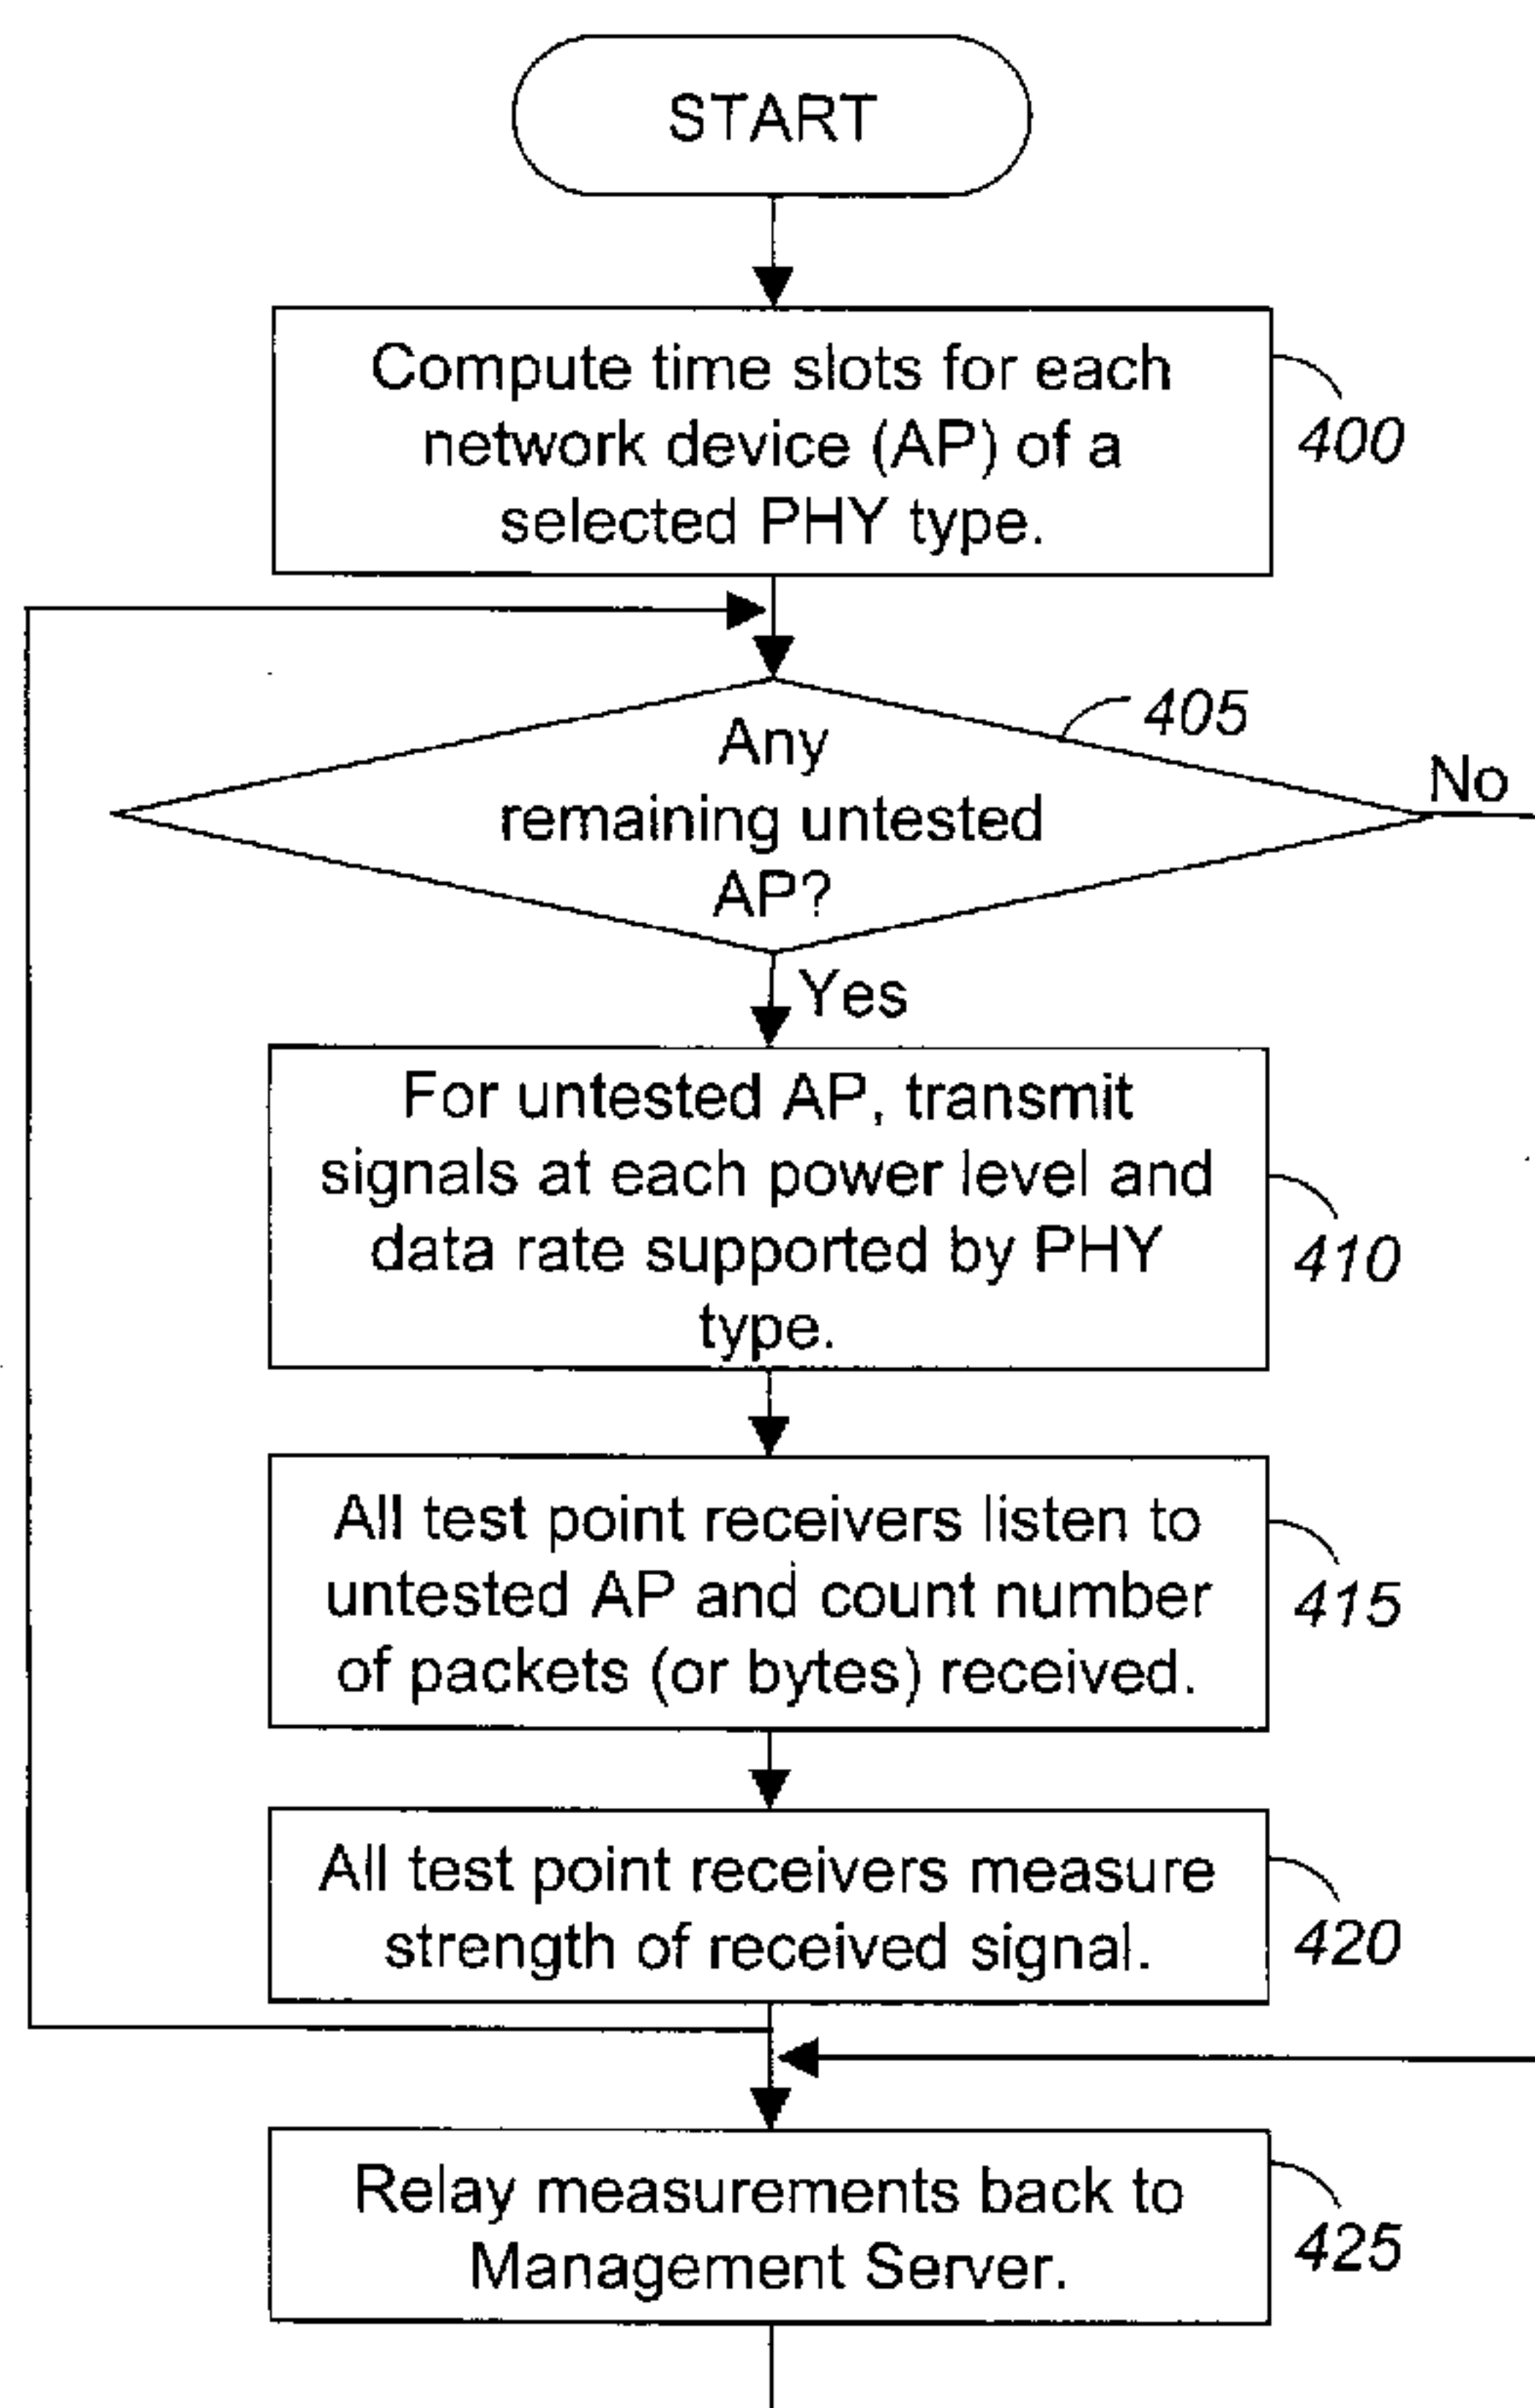 START
Compute time slots for each
network device (AP) of a
selected PHY type.
400
405
Any
remaining untested
AP?
No
Yes
For untested AP, transmit
signals at each power level and
data rate supported by PHY
type.
410
All test point receivers listen to
untested AP and count number
of packets (or bytes) received.
415
All test point receivers measure
strength of received signal.
420
Relay measurements back to
Management Server.
425